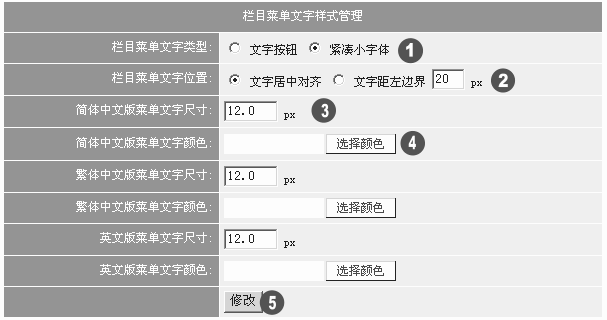 栏目菜单文字样式管理
栏目菜单文字类型: 文字按钮 紧凑小字体 1
栏目菜单文字位置: 文字居中对齐 文字距左边界 20 px 2
简体中文版菜单文字尺寸: 12.0 px 3
简体中文版菜单文字颜色: 选择颜色 4
繁体中文版菜单文字尺寸: 12.0 px
繁体中文版菜单文字颜色: 选择颜色
英文版菜单文字尺寸: 12.0 px
英文版菜单文字颜色: 选择颜色
修改 5